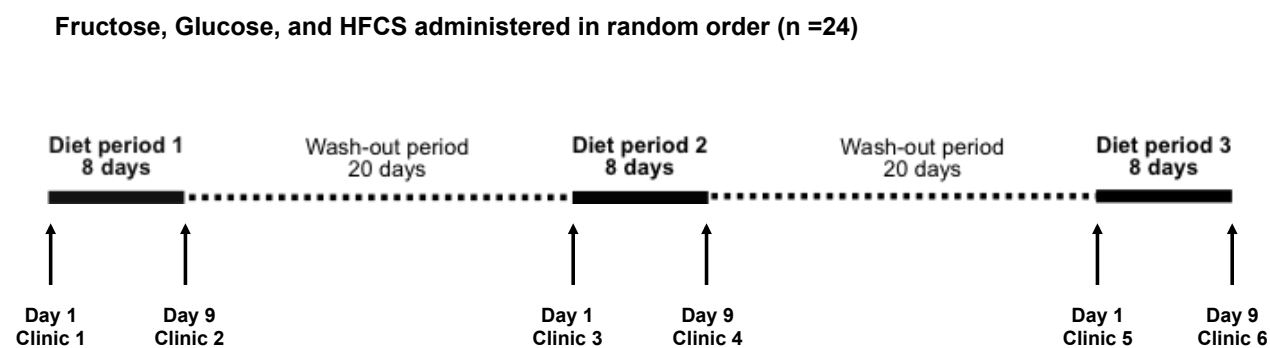 Fructose, Glucose, and HFCS administered in random order (n =24)
Diet period 1
8 days
Wash-out period
20 days
Diet period 2
8 days
Wash-out period
20 days
Diet period 3
8 days
Day 1
Clinic 1
Day 9
Clinic 2
Day 1
Clinic 3
Day 9
Clinic 4
Day 1
Clinic 5
Day 9
Clinic 6